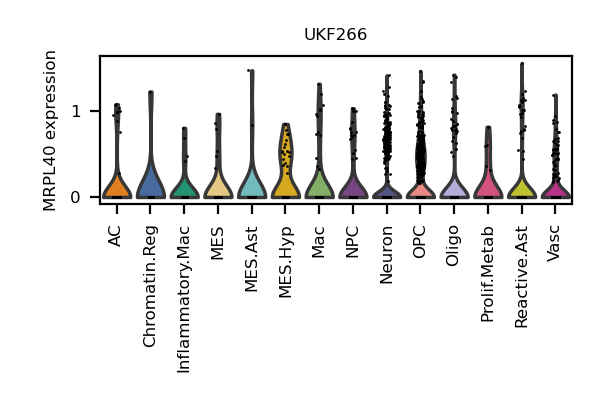 UKF266
MRPL40 expression
1
0
AC
Chromatin.Reg
Inflammatory.Mac
MES
MES.Ast
MES.Hyp
Mac
NPC
Neuron
OPC
Oligo
Prolif.Metab
Reactive.Ast
Vasc